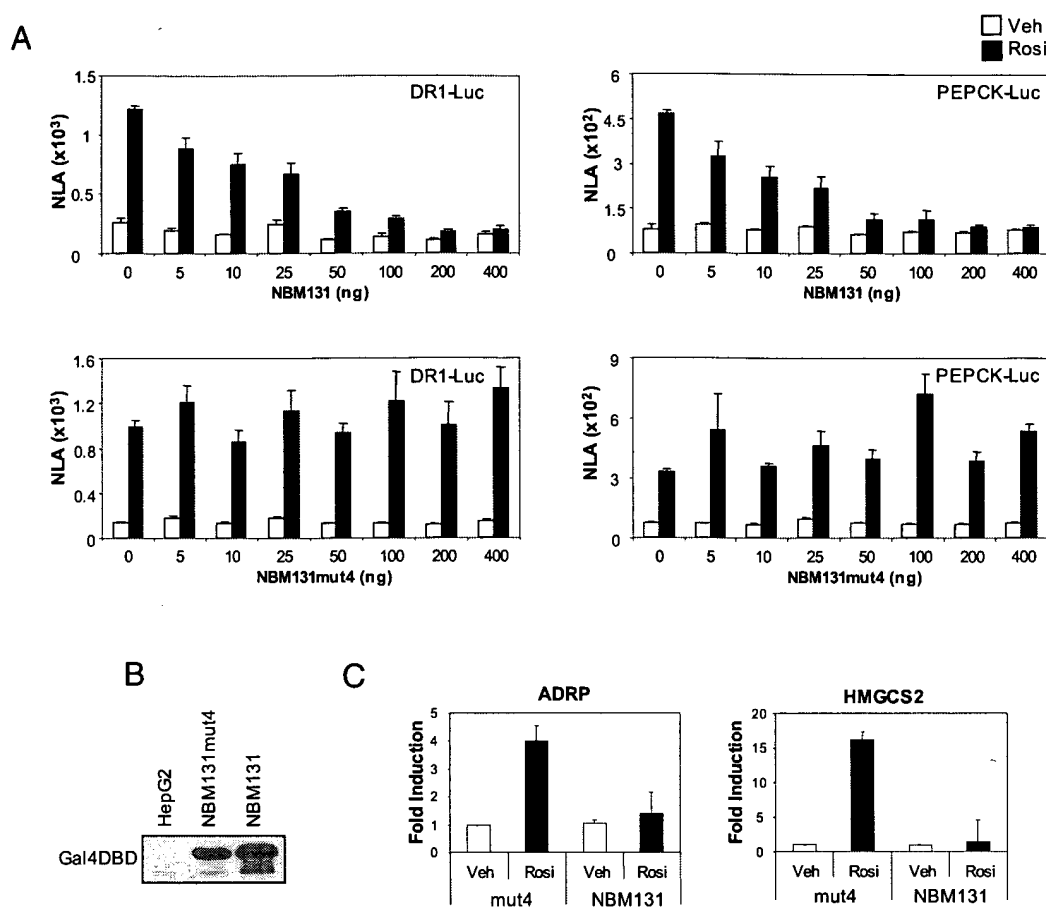 A
Veh
Rosi
DR1-Luc
NLA (x10³)
1.5
1
0.5
0
0 5 10 25 50 100 200 400
NBM131 (ng)
PEPCK-Luc
NLA (x10²)
6
4.5
3
1.5
0
0 5 10 25 50 100 200 400
NBM131 (ng)
DR1-Luc
NLA (x10³)
1.6
1.2
0.8
0.4
0
0 5 10 25 50 100 200 400
NBM131mut4 (ng)
PEPCK-Luc
NLA (x10²)
9
6
3
0
0 5 10 25 50 100 200 400
NBM131mut4 (ng)
B
HepG2
NBM131mut4
NBM131
Gal4DBD
C
ADRP
Fold Induction
5
4
3
2
1
0
Veh Rosi Veh Rosi
mut4 NBM131
HMGCS2
Fold Induction
20
15
10
5
0
Veh Rosi Veh Rosi
mut4 NBM131